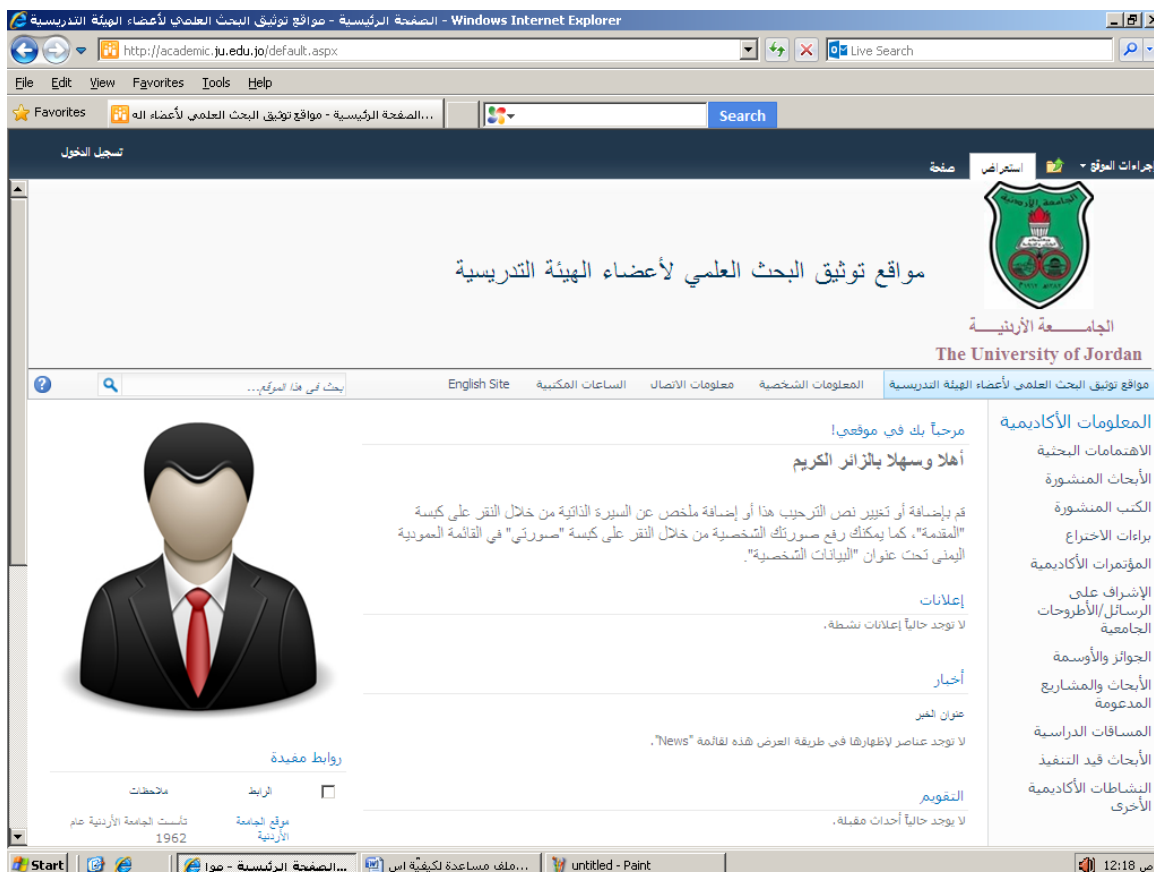 الصفحة الرئيسية - مواقع توثيق البحث العلمي لأعضاء الهيئة التدريسية - Windows Internet Explorer
http://academic.ju.edu.jo/default.aspx
Live Search
File Edit View Favorites Tools Help
Favorites
الصفحة الرئيسية - مواقع توثيق البحث العلمي لأعضاء اله...
Search
تسجيل الدخول
صفحة
استعراض
إجراءات الموقع
مواقع توثيق البحث العلمي لأعضاء الهيئة التدريسية
الجامـــــعة الأردنيـــــة
The University of Jordan
مواقع توثيق البحث العلمي لأعضاء الهيئة التدريسية
المعلومات الشخصية
معلومات الاتصال
الساعات المكتبية
English Site
بحث في هذا الموقع...
المعلومات الأكاديمية
الاهتمامات البحثية
الأبحاث المنشورة
الكتب المنشورة
براءات الاختراع
المؤتمرات الأكاديمية
الإشراف على
الرسائل/الأطروحات
الجامعية
الجوائز والأوسمة
الأبحاث والمشاريع
المدعومة
المساقات الدراسية
الأبحاث قيد التنفيذ
النشاطات الأكاديمية
الأخرى
مرحباً بك في موقعي!
أهلا وسهلا بالزائر الكريم
قم بإضافة أو تغيير نص الترحيب هذا أو إضافة ملخص عن السيرة الذاتية من خلال النقر على كبسة
"المقدمة"، كما يمكنك رفع صورتك الشخصية من خلال النقر على كبسة "صورتي" في القائمة العمودية
اليمنى تحت عنوان "البيانات الشخصية".
إعلانات
لا توجد حالياً إعلانات نشطة.
أخبار
عنوان الخبر
لا توجد عناصر لإظهارها في طريقة العرض هذه لقائمة "News".
التقويم
لا يوجد حالياً أحداث مقبلة.
روابط مفيدة
الرابط
ملاحظات
موقع الجامعة
الأردنية
تأسست الجامعة الأردنية عام
1962
Start
الصفحة الرئيسية - موا...
ملف مساعدة لكيفيّة اس...
untitled - Paint
12:18 ص